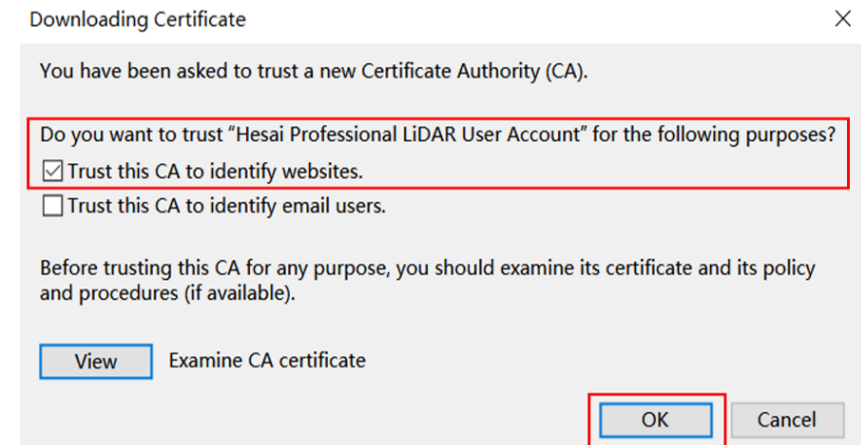 Downloading Certificate
You have been asked to trust a new Certificate Authority (CA).
Do you want to trust “Hesai Professional LiDAR User Account” for the following purposes?
Trust this CA to identify websites.
Trust this CA to identify email users.
Before trusting this CA for any purpose, you should examine its certificate and its policy
and procedures (if available).
View Examine CA certificate
OK Cancel